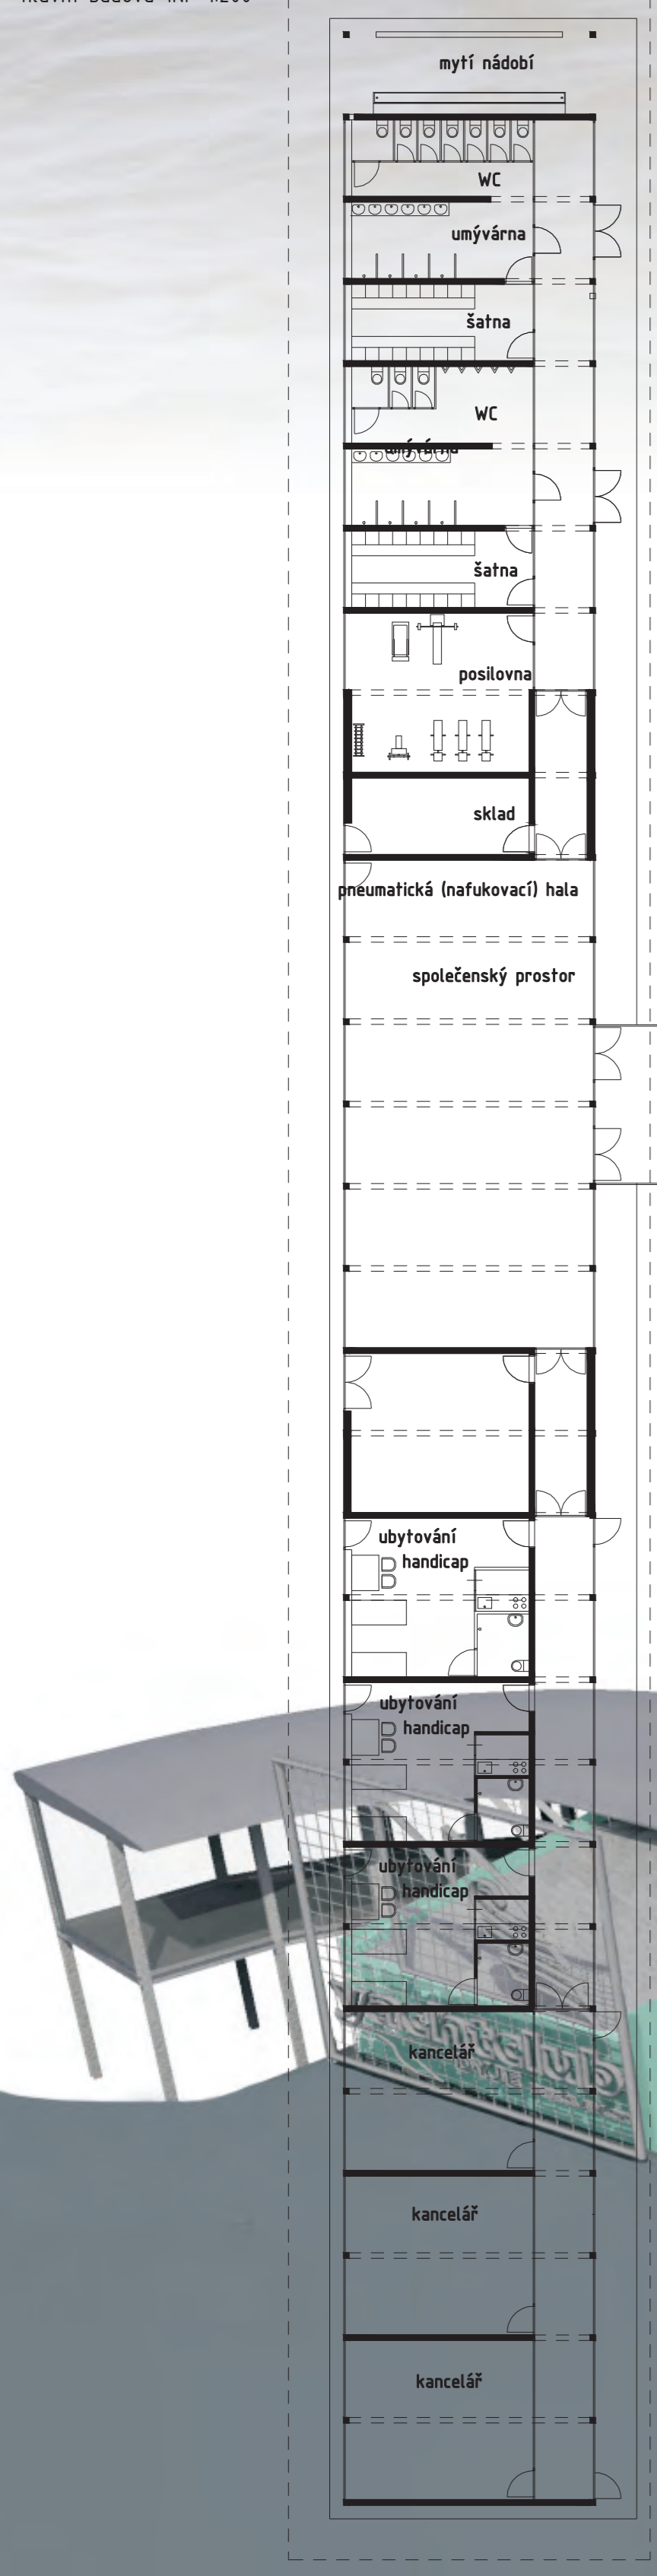 mytí nádobí
WC
umývárna
šatna
WC
umývárna
šatna
posilovna
sklad
pneumatická (nafukovací) hala
společenský prostor
ubytování
handicap
ubytování
handicap
ubytování
handicap
kancelář
kancelář
kancelář